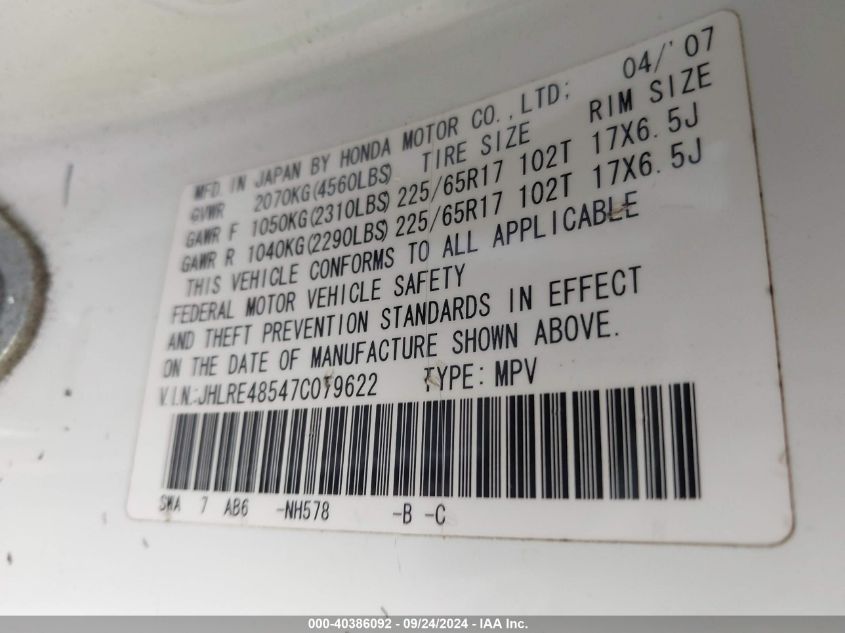 MFD. IN JAPAN BY HONDA MOTOR CO.,LTD; 04/'07
GVWR 2070KG(4560LBS) TIRE SIZE RIM SIZE
GAWR F 1050KG(2310LBS) 225/65R17 102T 17X6.5J
GAWR R 1040KG(2290LBS) 225/65R17 102T 17X6.5J
THIS VEHICLE CONFORMS TO ALL APPLICABLE
FEDERAL MOTOR VEHICLE SAFETY
AND THEFT PREVENTION STANDARDS IN EFFECT
ON THE DATE OF MANUFACTURE SHOWN ABOVE.
V.I.N.:JHLRE48547C019622 TYPE: MPV
SWA 7 AB6 -NH578 -B -C
000-40386092 - 09/24/2024 - IAA Inc.